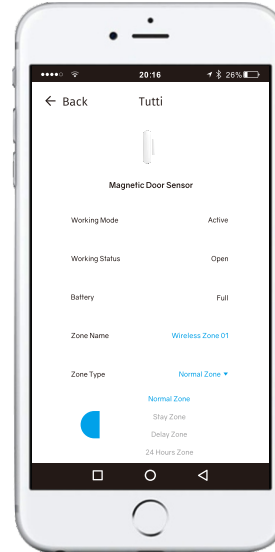 20:16 26%
Back Tutti
Magnetic Door Sensor
Working Mode Active
Working Status Open
Battery Full
Zone Name Wireless Zone 01
Zone Type Normal Zone
Normal Zone
Stay Zone
Delay Zone
24 Hours Zone